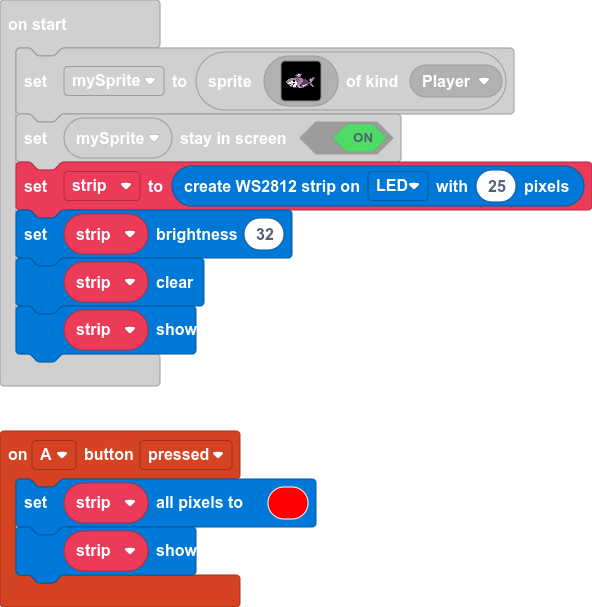 on start
set mySprite to sprite of kind Player
set mySprite stay in screen ON
set strip to create WS2812 strip on LED with 25 pixels
set strip brightness 32
strip clear
strip show
on A button pressed
set strip all pixels to
strip show